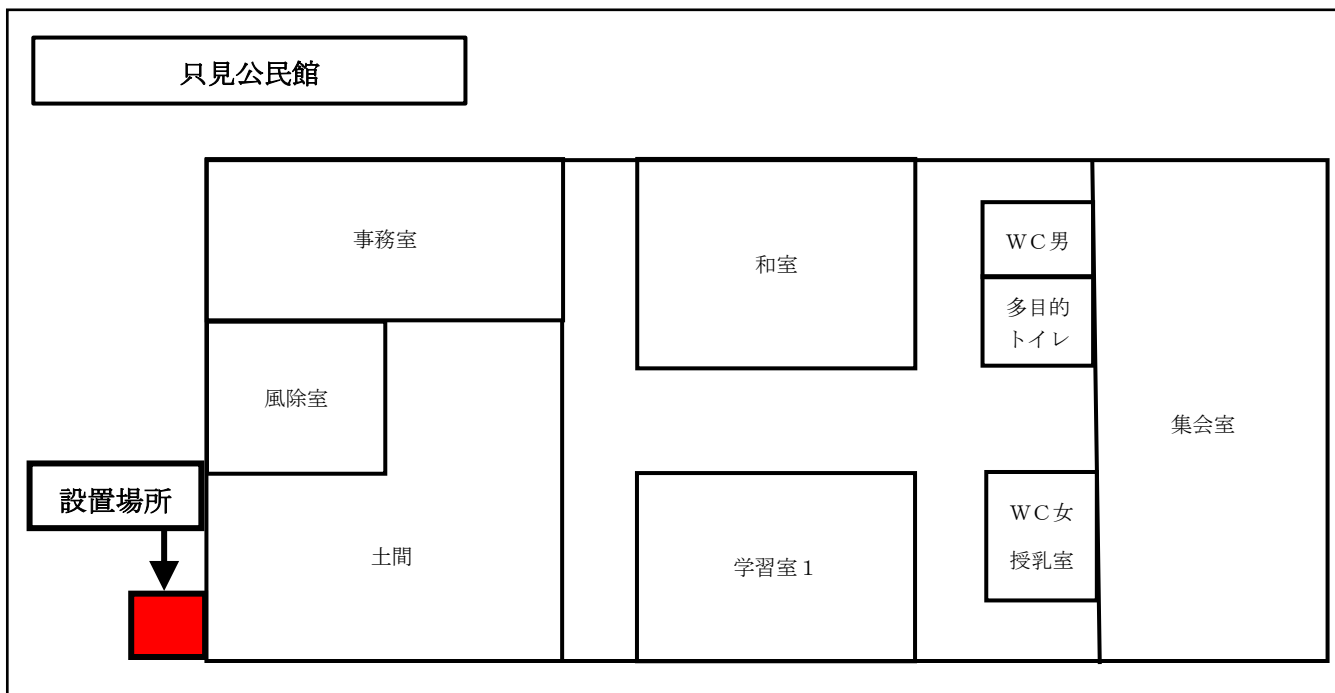 只見公民館
事務室
和室
WC男
多目的
トイレ
風除室
集会室
設置場所
土間
学習室1
WC女
授乳室